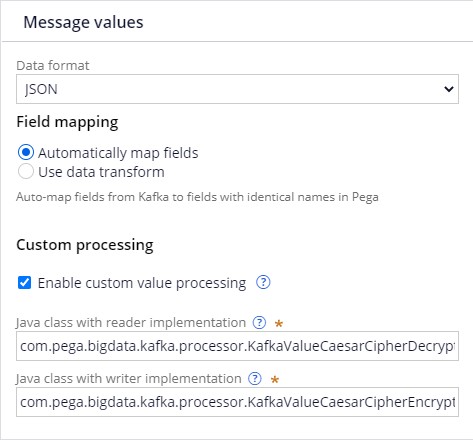 Message values
Data format
JSON
Field mapping
Automatically map fields
Use data transform
Auto-map fields from Kafka to fields with identical names in Pega
Custom processing
Enable custom value processing ?
Java class with reader implementation ? *
com.pega.bigdata.kafka.processor.KafkaValueCaesarCipherDecrypt
Java class with writer implementation ? *
com.pega.bigdata.kafka.processor.KafkaValueCaesarCipherEncrypt